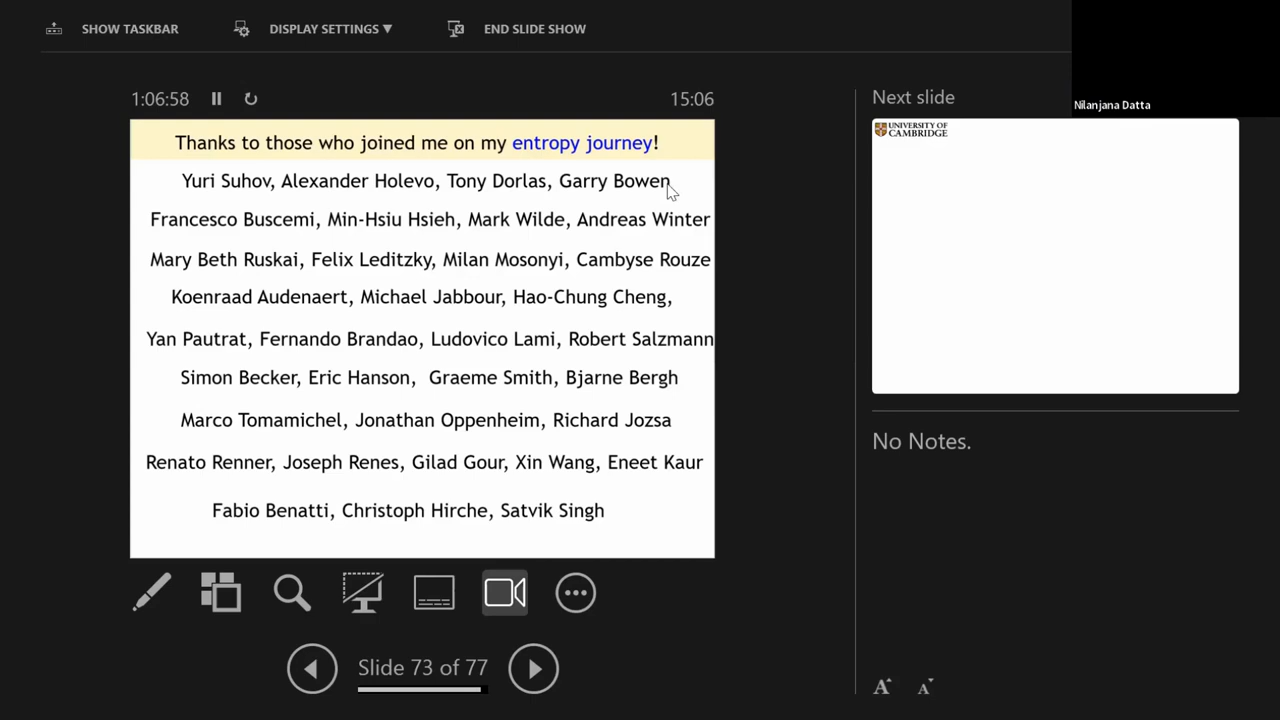 SHOW TASKBAR
DISPLAY SETTINGS ▼
END SLIDE SHOW
Nilanjana Datta
1:06:58
15:06
Next slide
Thanks to those who joined me on my entropy journey!
Yuri Suhov, Alexander Holevo, Tony Dorlas, Garry Bowen
Francesco Buscemi, Min-Hsiu Hsieh, Mark Wilde, Andreas Winter
Mary Beth Ruskai, Felix Leditzky, Milan Mosonyi, Cambyse Rouze
Koenraad Audenaert, Michael Jabbour, Hao-Chung Cheng,
Yan Pautrat, Fernando Brandao, Ludovico Lami, Robert Salzmann
Simon Becker, Eric Hanson, Graeme Smith, Bjarne Bergh
Marco Tomamichel, Jonathan Oppenheim, Richard Jozsa
Renato Renner, Joseph Renes, Gilad Gour, Xin Wang, Eneet Kaur
Fabio Benatti, Christoph Hirche, Satvik Singh
UNIVERSITY OF
CAMBRIDGE
No Notes.
Slide 73 of 77
A A